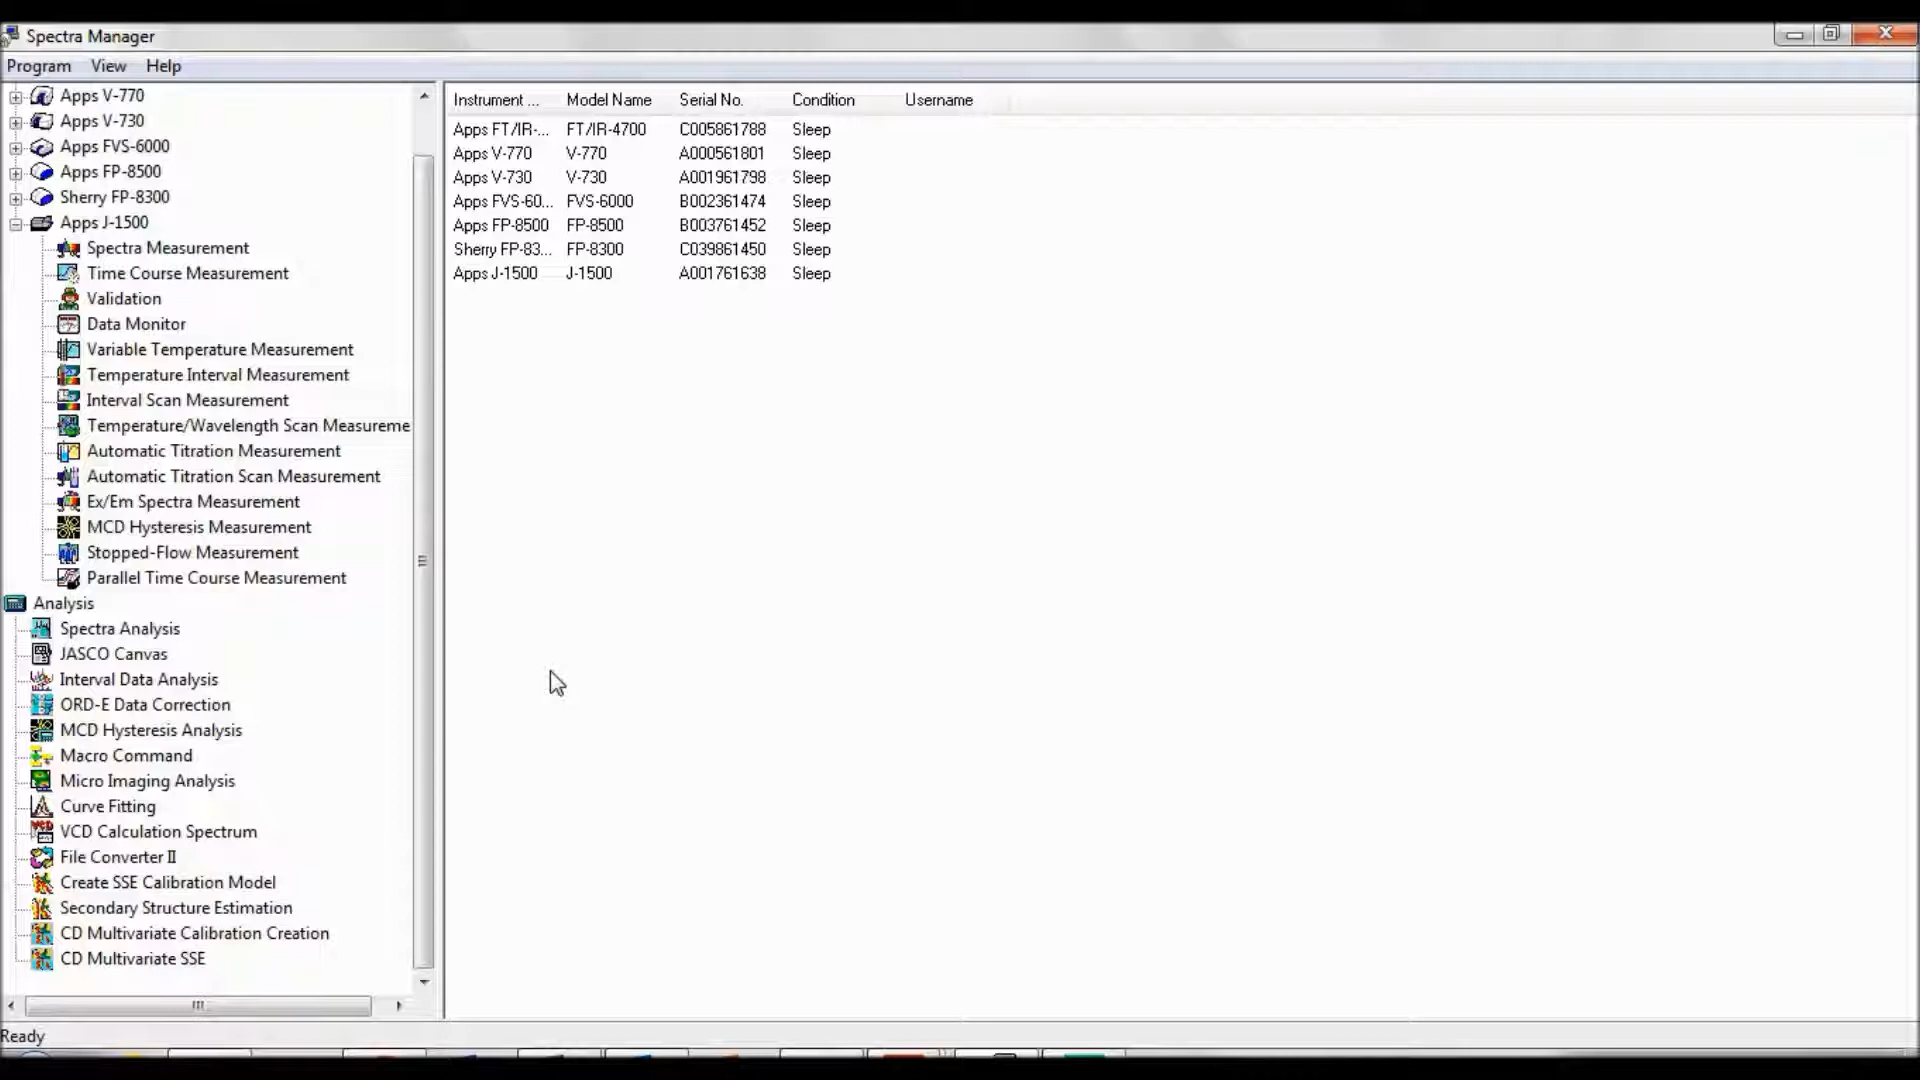 Spectra Manager
Program View Help
Apps V-770
Apps V-730
Apps FVS-6000
Apps FP-8500
Sherry FP-8300
Apps J-1500
Spectra Measurement
Time Course Measurement
Validation
Data Monitor
Variable Temperature Measurement
Temperature Interval Measurement
Interval Scan Measurement
Temperature/Wavelength Scan Measureme
Automatic Titration Measurement
Automatic Titration Scan Measurement
Ex/Em Spectra Measurement
MCD Hysteresis Measurement
Stopped-Flow Measurement
Parallel Time Course Measurement
Analysis
Spectra Analysis
JASCO Canvas
Interval Data Analysis
ORD-E Data Correction
MCD Hysteresis Analysis
Macro Command
Micro Imaging Analysis
Curve Fitting
VCD Calculation Spectrum
File Converter II
Create SSE Calibration Model
Secondary Structure Estimation
CD Multivariate Calibration Creation
CD Multivariate SSE
Instrument ... Model Name Serial No. Condition Username
Apps FT/IR-... FT/IR-4700 C005861788 Sleep
Apps V-770 V-770 A000561801 Sleep
Apps V-730 V-730 A001961798 Sleep
Apps FVS-60... FVS-6000 B002361474 Sleep
Apps FP-8500 FP-8500 B003761452 Sleep
Sherry FP-83... FP-8300 C039861450 Sleep
Apps J-1500 J-1500 A001761638 Sleep
Ready